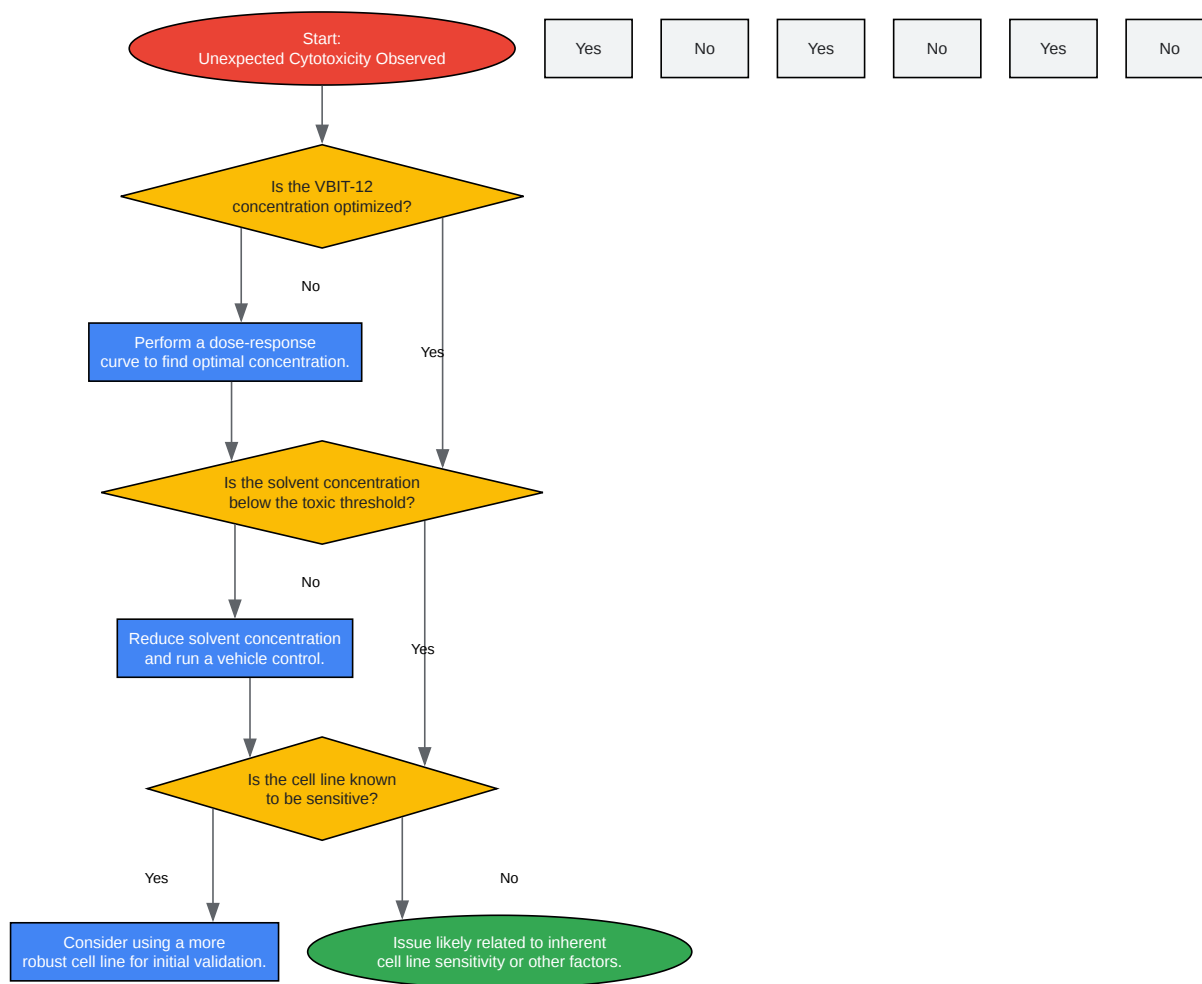 Start:
Unexpected Cytotoxicity Observed
Yes
No
Yes
No
Yes
No
Is the VBIT-12
concentration optimized?
No
Perform a dose-response
curve to find optimal concentration.
Yes
Is the solvent concentration
below the toxic threshold?
No
Reduce solvent concentration
and run a vehicle control.
Yes
Is the cell line known
to be sensitive?
Yes
No
Consider using a more
robust cell line for initial validation.
Issue likely related to inherent
cell line sensitivity or other factors.